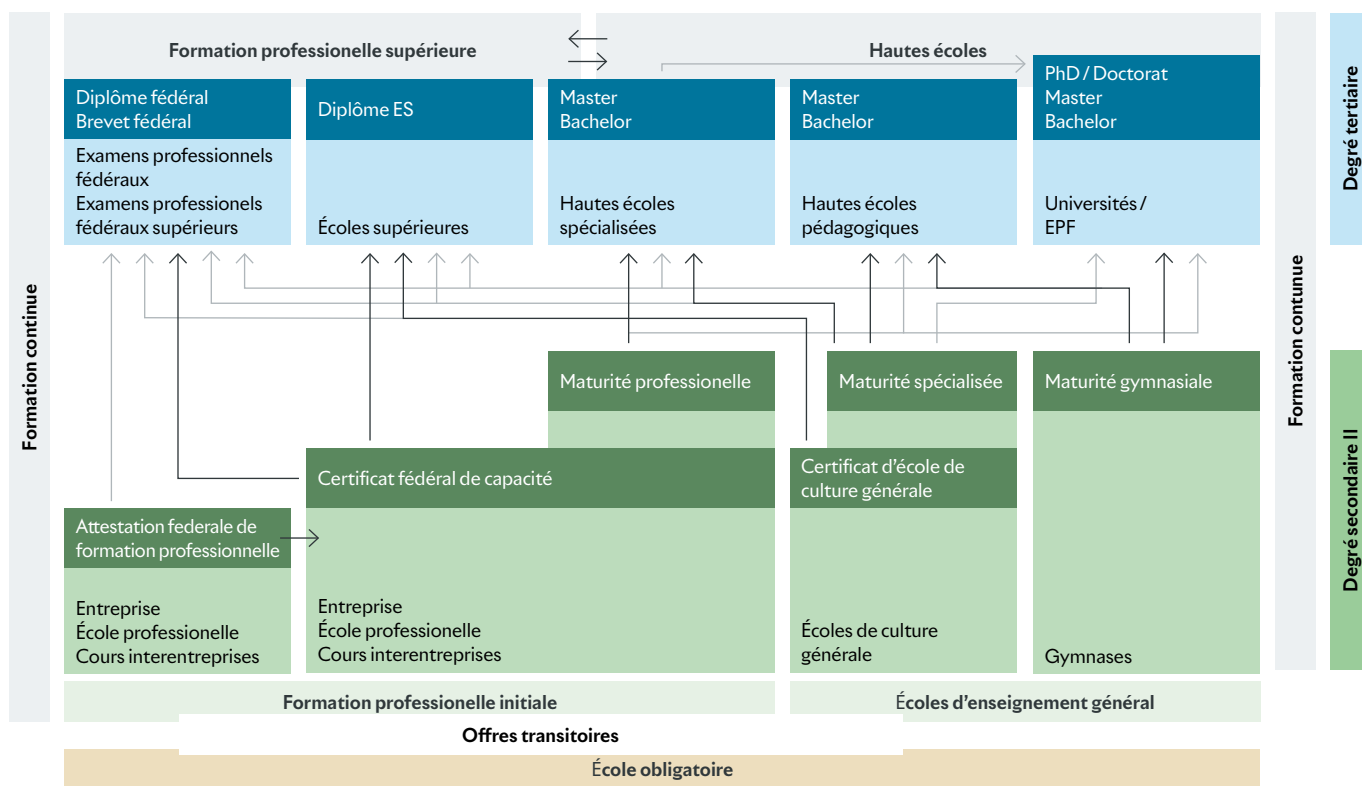 Formation professionelle supérieure
Hautes écoles
Diplôme fédéral
Brevet fédéral
Examens professionnels
fédéraux
Examens professionels
fédéraux supérieurs
Diplôme ES
Écoles supérieures
Master
Bachelor
Hautes écoles
spécialisées
Master
Bachelor
Hautes écoles
pédagogiques
PhD / Doctorat
Master
Bachelor
Universités /
EPF
Degré tertiaire
Formation continue
Formation contunue
Maturité professionelle
Maturité spécialisée
Maturité gymnasiale
Certificat fédéral de capacité
Certificat d’école de
culture générale
Attestation federale de
formation professionnelle
Entreprise
École professionelle
Cours interentreprises
Entreprise
École professionelle
Cours interentreprises
Écoles de culture
générale
Gymnases
Degré secondaire II
Formation professionelle initiale
Écoles d’enseignement général
Offres transitoires
École obligatoire